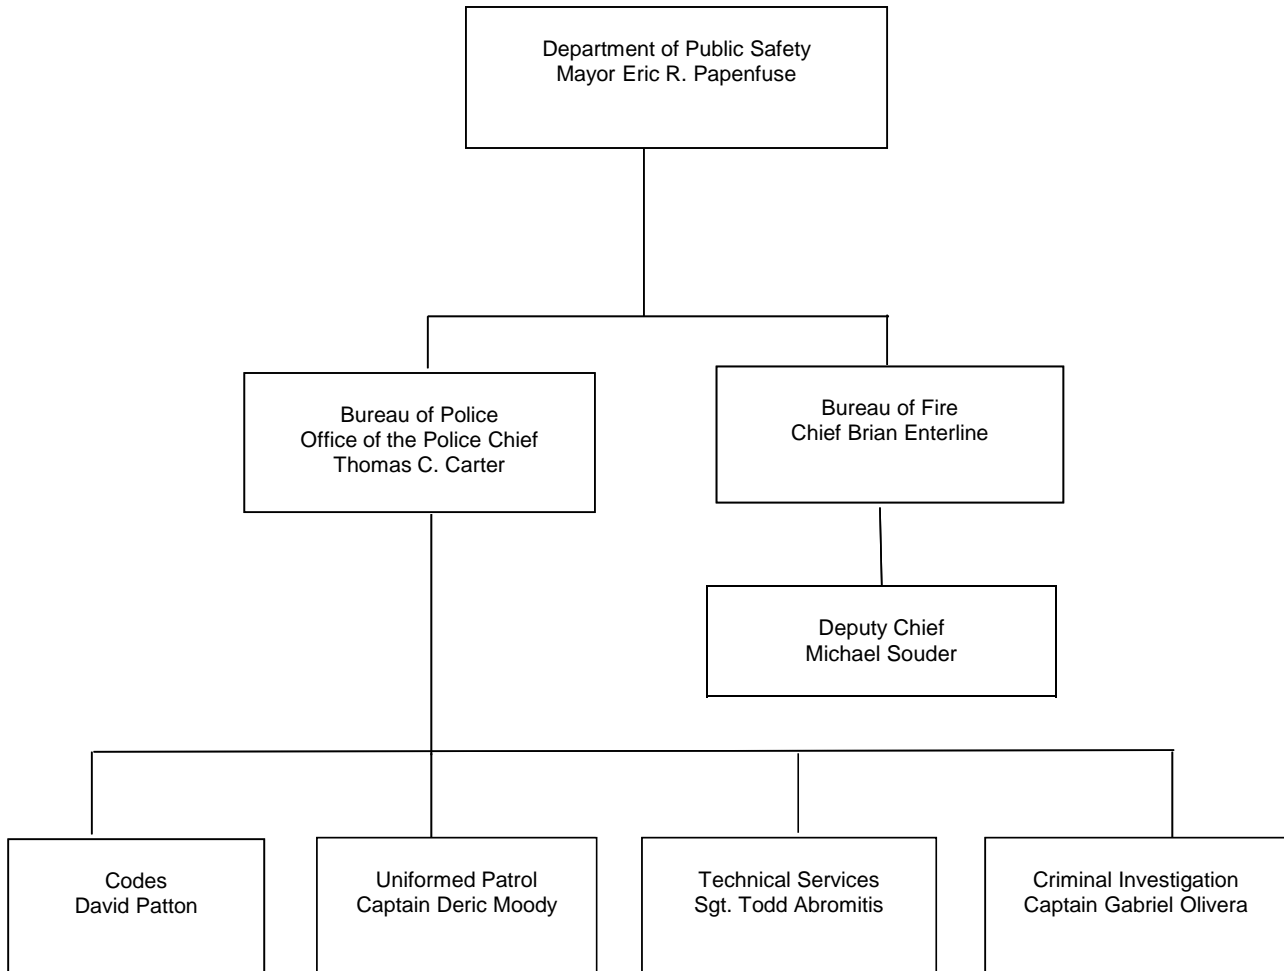 Department of Public Safety
Mayor Eric R. Papenfuse
Bureau of Police
Office of the Police Chief
Thomas C. Carter
Bureau of Fire
Chief Brian Enterline
Deputy Chief
Michael Souder
Codes
David Patton
Uniformed Patrol
Captain Deric Moody
Technical Services
Sgt. Todd Abromitis
Criminal Investigation
Captain Gabriel Olivera